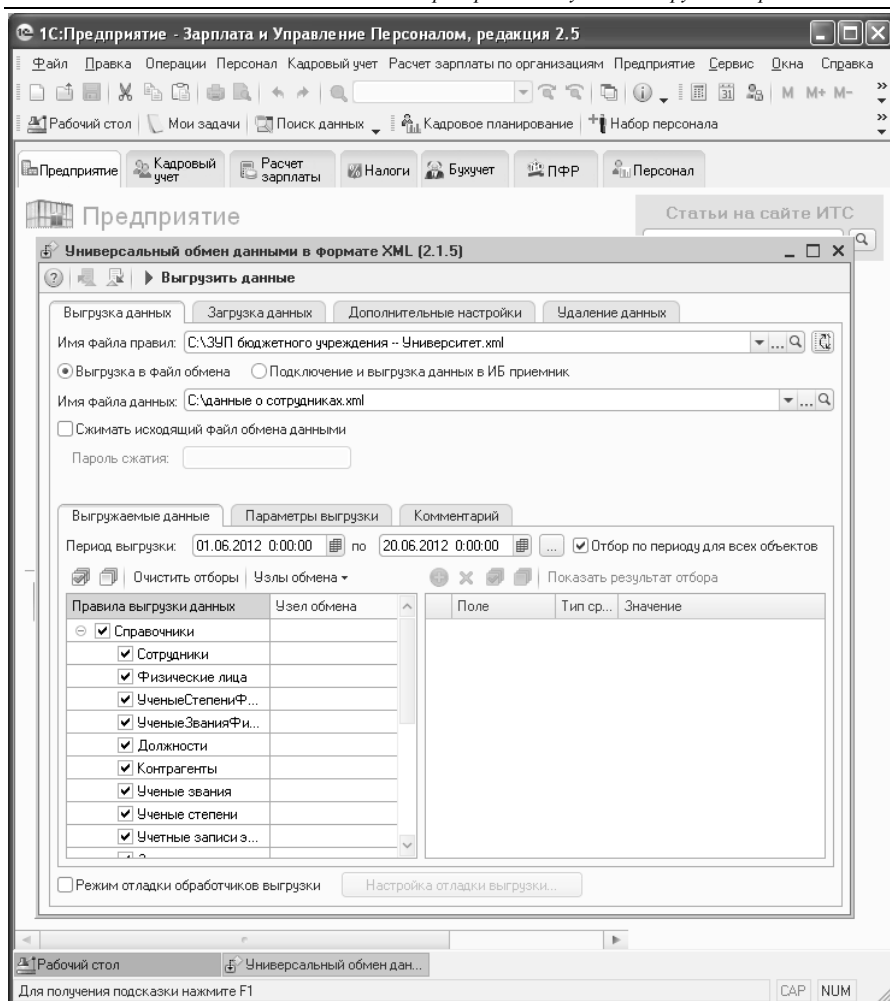 1С:Предприятие - Зарплата и Управление Персоналом, редакция 2.5
Файл Правка Операции Персонал Кадровый учет Расчет зарплаты по организациям Предприятие Сервис Окна Справка
M M+ M-
Рабочий стол Мои задачи Поиск данных Кадровое планирование Набор персонала
Предприятие Кадровый учет Расчет зарплаты Налоги Бухучет ПФР Персонал
Предприятие Статьи на сайте ИТС
Универсальный обмен данными в формате XML (2.1.5)
Выгрузить данные
Выгрузка данных Загрузка данных Дополнительные настройки Удаление данных
Имя файла правил: C:\ЗУП бюджетного учреждения -- Университет.xml
Выгрузка в файл обмена Подключение и выгрузка данных в ИБ приемник
Имя файла данных: C:\данные о сотрудниках.xml
Сжимать исходящий файл обмена данными
Пароль сжатия:
Выгружаемые данные Параметры выгрузки Комментарий
Период выгрузки: 01.06.2012 0:00:00 по 20.06.2012 0:00:00 ... Отбор по периоду для всех объектов
Очистить отборы Узлы обмена Показать результат отбора
Правила выгрузки данных Узел обмена Поле Тип ср... Значение
Справочники
Сотрудники
Физические лица
УченыеСтепениФ...
УченыеЗванияФи...
Должности
Контрагенты
Ученые звания
Ученые степени
Учетные записи э...
Режим отладки обработчиков выгрузки Настройка отладки выгрузки...
Рабочий стол Универсальный обмен дан...
Для получения подсказки нажмите F1 CAP NUM